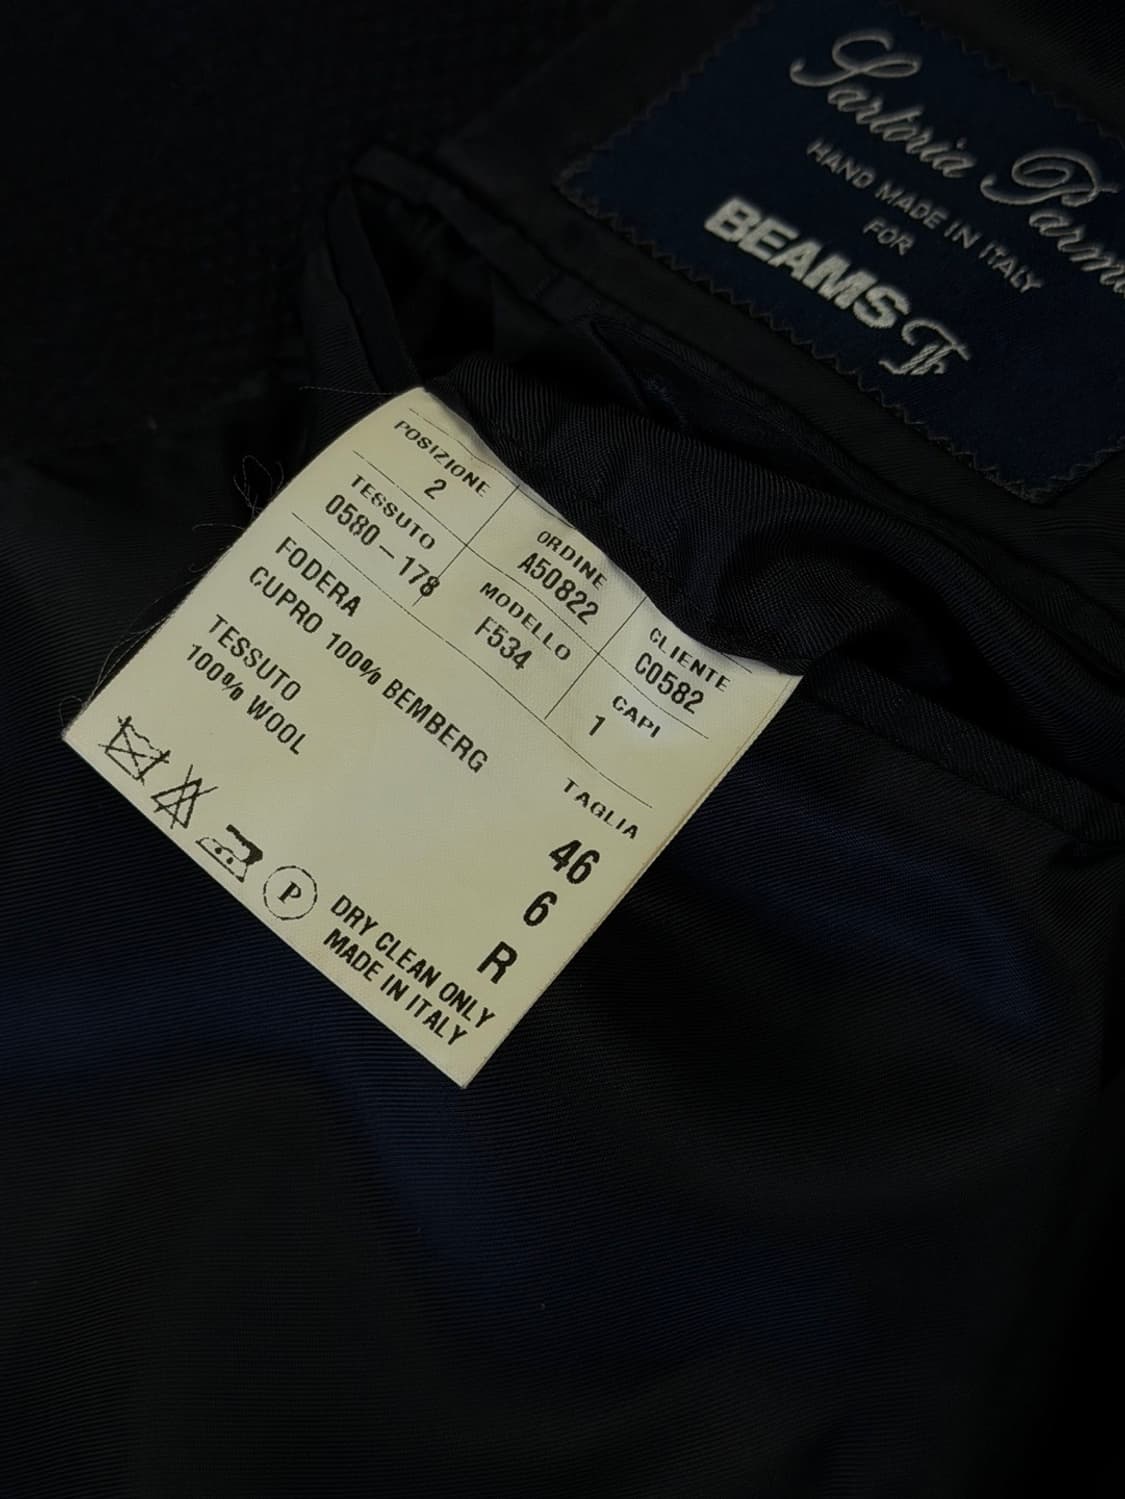 Sartoria
HAND MADE IN ITALY
FOR
BEAMS F
POSIZIONE
2
ORDINE
A50822
CLIENTE
C0582
TESSUTO
0580-178
MODELLO
F534
CAPI
1
FODERA
CUPRO 100% BEMBERG
TESSUTO
100% WOOL
TAGLIA
46
6
R
P
DRY CLEAN ONLY
MADE IN ITALY